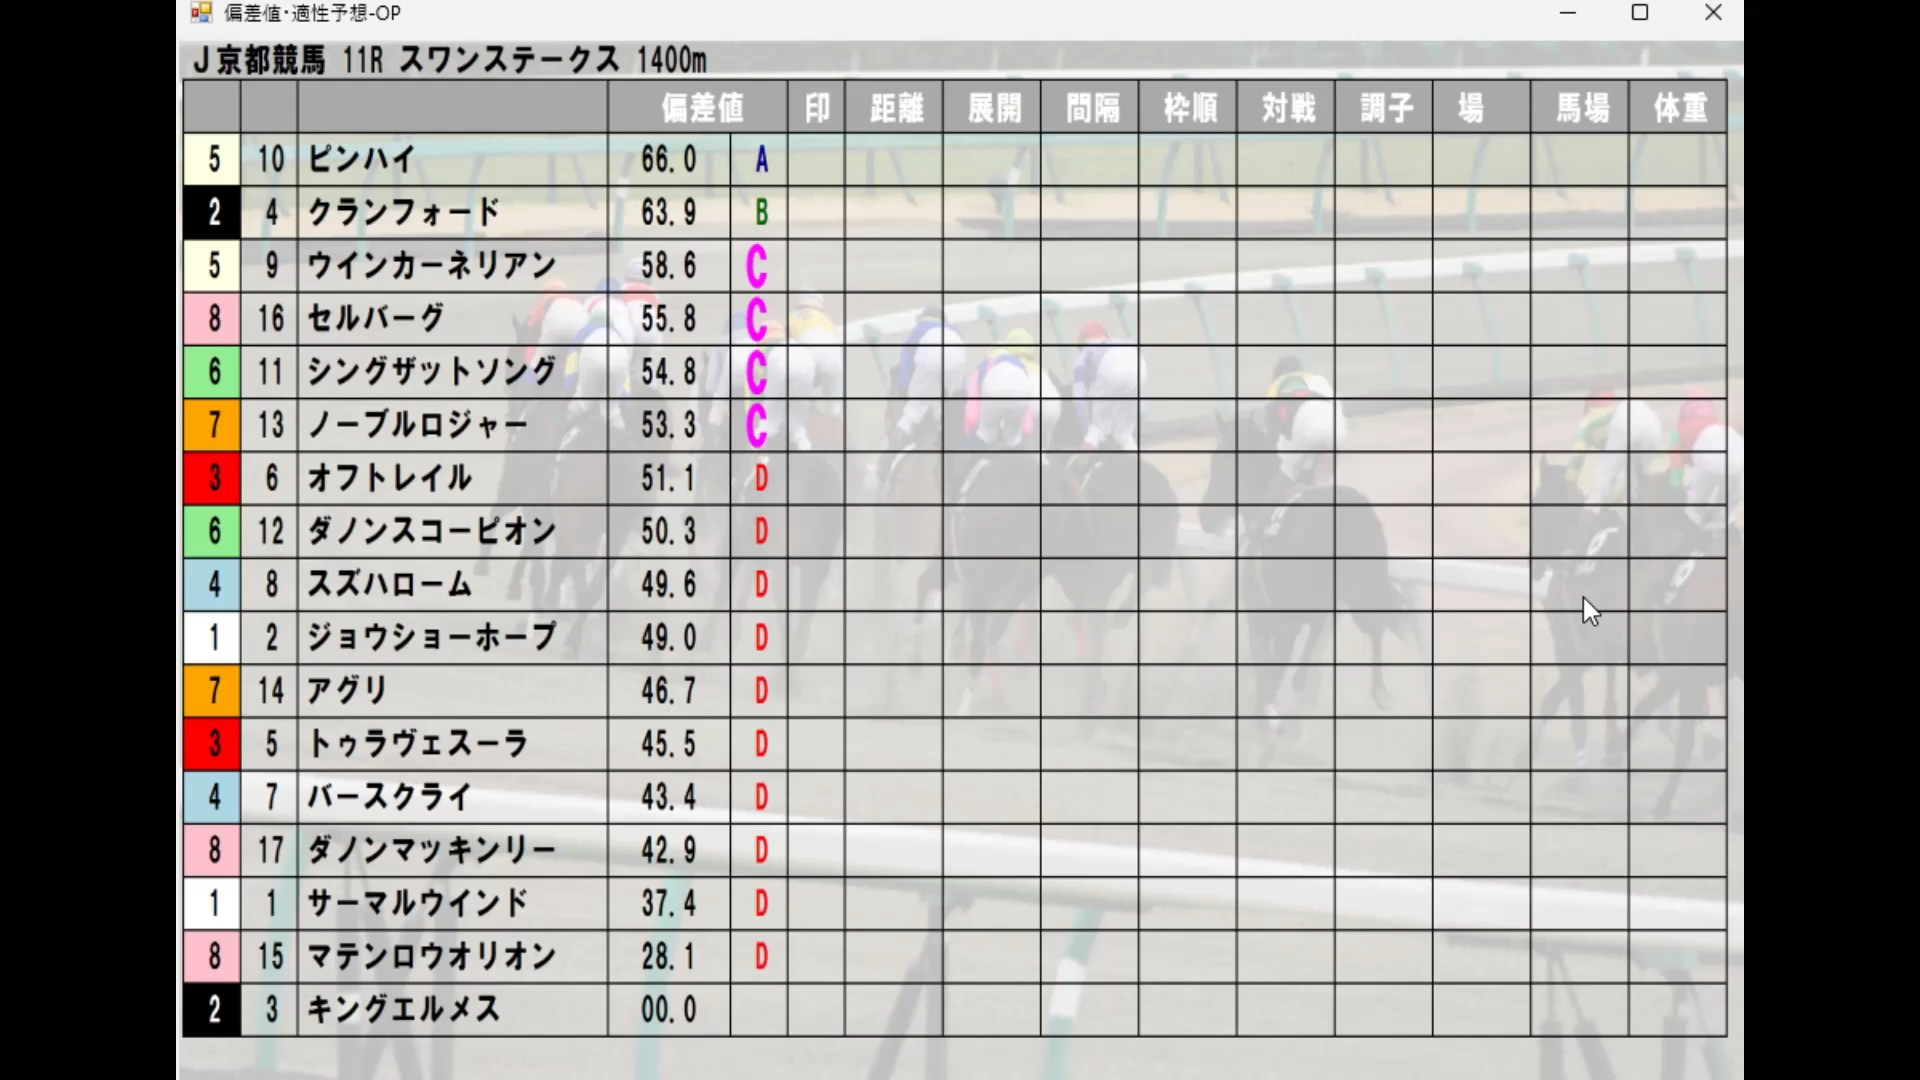 偏差値・適性予想-OP
J京都競馬 11R スワンステークス 1400m
偏差値 印 距離 展開 間隔 枠順 対戦 調子 場 馬場 体重
5 10 ピンハイ 66.0 A
2 4 クランフォード 63.9 B
5 9 ウインカーネリアン 58.6 C
8 16 セルバーグ 55.8 C
6 11 シングザットソング 54.8 C
7 13 ノーブルロジャー 53.3 C
3 6 オフトレイル 51.1 D
6 12 ダノンスコーピオン 50.3 D
4 8 スズハローム 49.6 D
1 2 ジョウショーホープ 49.0 D
7 14 アグリ 46.7 D
3 5 トゥラヴェスーラ 45.5 D
4 7 バースクライ 43.4 D
8 17 ダノンマッキンリー 42.9 D
1 1 サーマルウインド 37.4 D
8 15 マテンロウオリオン 28.1 D
2 3 キングエルメス 00.0